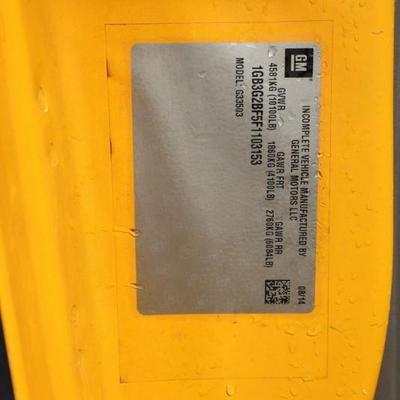 GM
INCOMPLETE VEHICLE MANUFACTURED BY
GENERAL MOTORS LLC
08/14
GVWR GAWR FRT GAWR RR
4581KG (10100LB) 1860KG (4100LB) 2760KG (6084LB)
1GB3G2BF5F1103153
MODEL: G33503